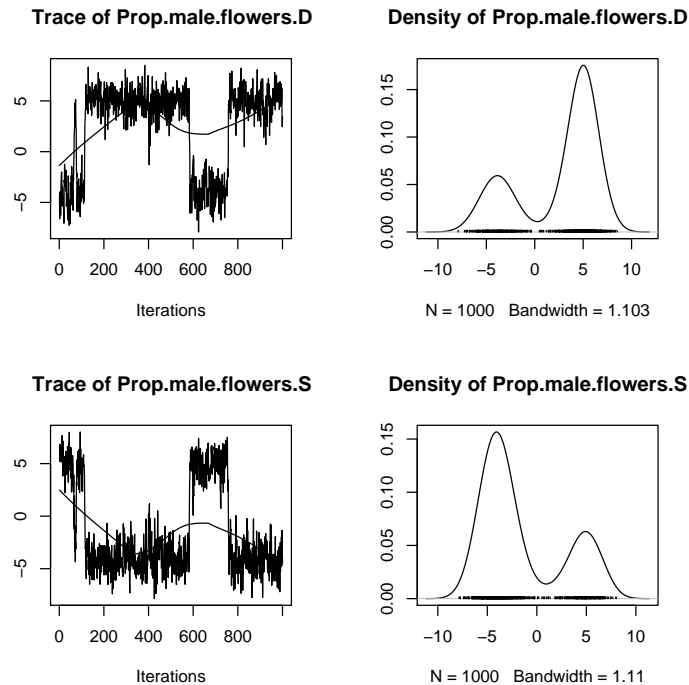 Trace of Prop.male.flowers.D
5
0
−5
0 200 400 600 800
Iterations
Density of Prop.male.flowers.D
0.15
0.10
0.05
0.00
−10 −5 0 5 10
N = 1000 Bandwidth = 1.103
Trace of Prop.male.flowers.S
5
0
−5
0 200 400 600 800
Iterations
Density of Prop.male.flowers.S
0.15
0.10
0.05
0.00
−10 −5 0 5 10
N = 1000 Bandwidth = 1.11